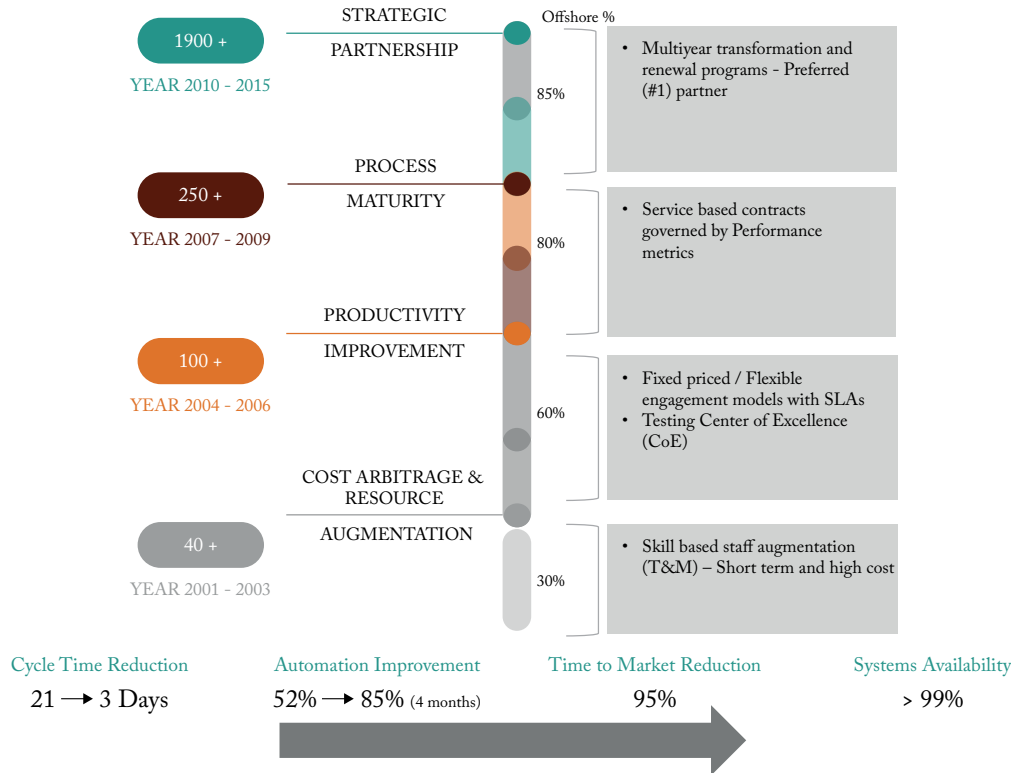 STRATEGIC
PARTNERSHIP
Offshore %
1900 +
YEAR 2010 - 2015
85%
• Multiyear transformation and
renewal programs - Preferred
(#1) partner
PROCESS
MATURITY
250 +
YEAR 2007 - 2009
80%
• Service based contracts
governed by Performance
metrics
PRODUCTIVITY
IMPROVEMENT
100 +
YEAR 2004 - 2006
60%
• Fixed priced / Flexible
engagement models with SLAs
• Testing Center of Excellence
(CoE)
COST ARBITRAGE &
RESOURCE
AUGMENTATION
40 +
YEAR 2001 - 2003
30%
• Skill based staff augmentation
(T&M) – Short term and high cost
Cycle Time Reduction
21 → 3 Days
Automation Improvement
52% → 85% (4 months)
Time to Market Reduction
95%
Systems Availability
> 99%